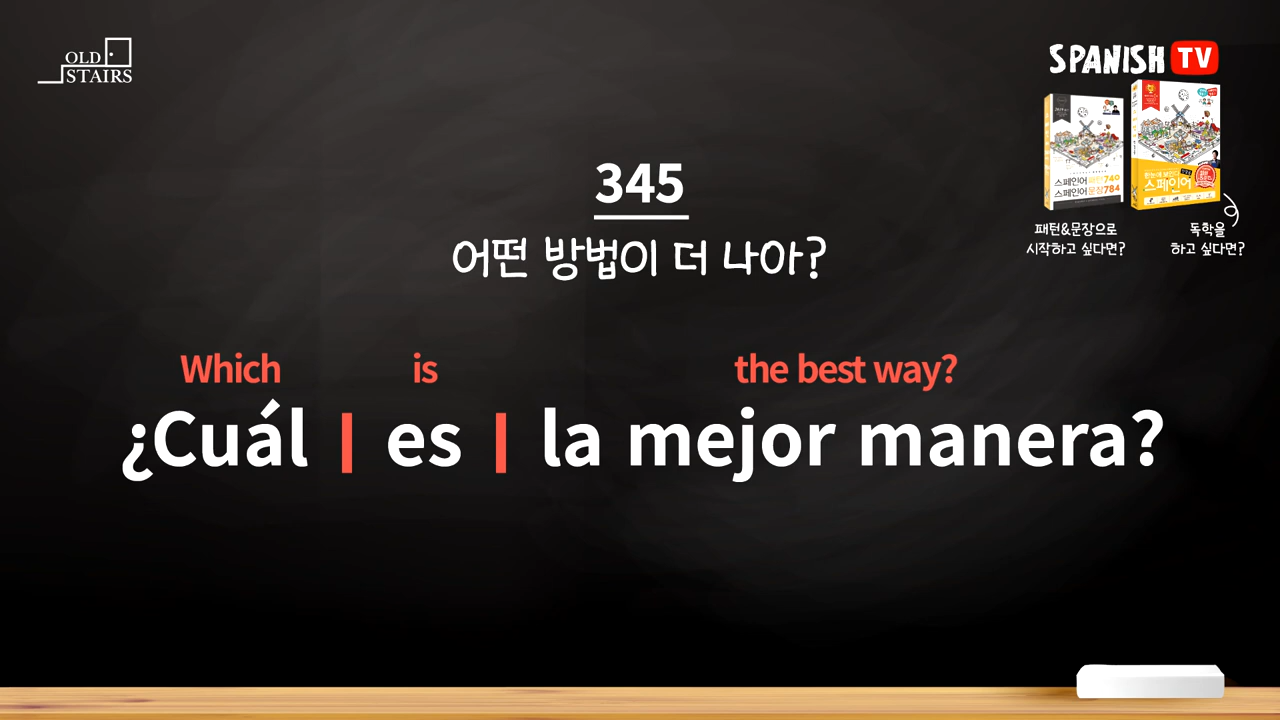 OLD
STAIRS
SPANISH TV
345
어떤 방법이 더 나아?
스페인어 패턴740
스페인어 문장784
스페인어
패턴&문장으로
시작하고 싶다면?
독학을
하고 싶다면?
Which is the best way?
¿Cuál | es | la mejor manera?